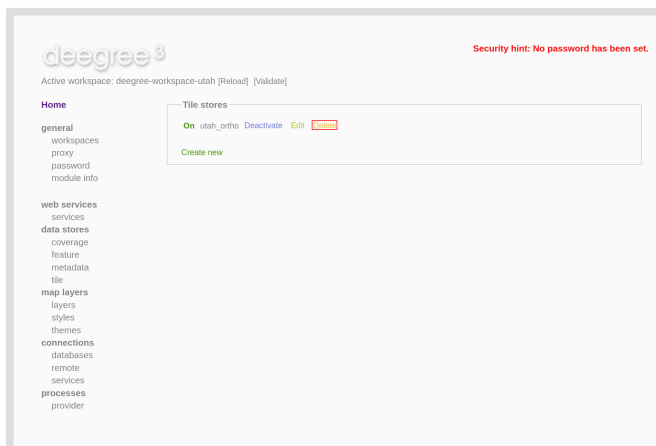 deegree 3
Security hint: No password has been set.
Active workspace: deegree-workspace-utah [Reload] [Validate]
Home
general
workspaces
proxy
password
module info
web services
services
data stores
coverage
feature
metadata
tile
map layers
layers
styles
themes
connections
databases
remote
services
processes
provider
Tile stores
On utah_ortho Deactivate Edit Delete
Create new